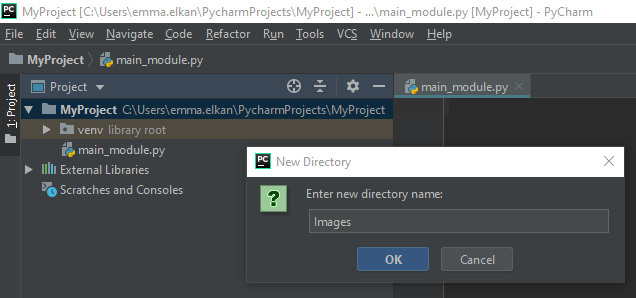 PC MyProject [C:\Users\emma.elkan\PycharmProjects\MyProject] - ...\main_module.py [MyProject] - PyCharm
File Edit View Navigate Code Refactor Run Tools VCS Window Help
MyProject main_module.py
1: Project
Project
main_module.py
MyProject C:\Users\emma.elkan\PycharmProjects\MyProject
venv library root
main_module.py
External Libraries
Scratches and Consoles
PC New Directory
?
Enter new directory name:
Images
OK Cancel